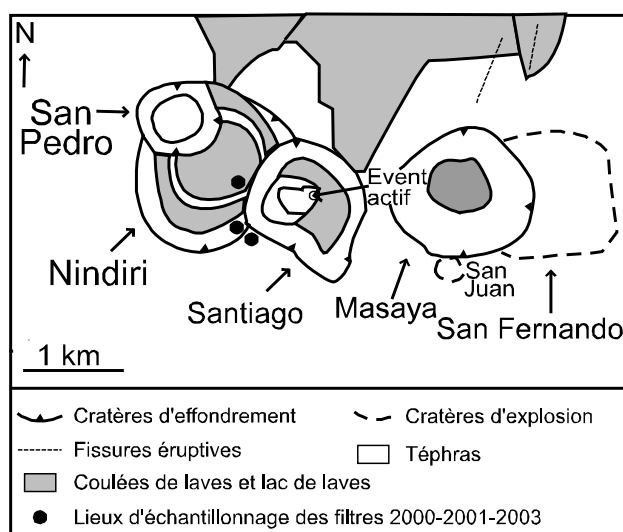 N
San
Pedro
Event
actif
Nindiri
San
Juan
Santiago
Masaya
San Fernando
1 km
Cratères d'effondrement
Cratères d'explosion
Fissures éruptives
Téphras
Coulées de laves et lac de laves
Lieux d'échantillonnage des filtres 2000-2001-2003